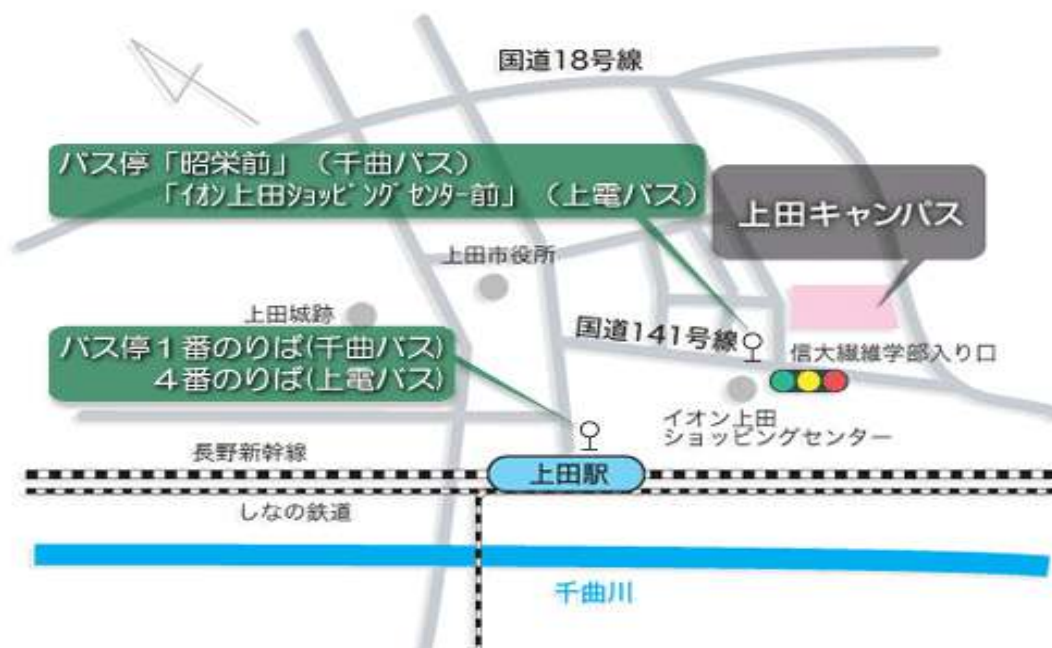 国道18号線
バス停「昭栄前」（千曲バス）
「ｲｵﾝ上田ｼｮｯﾋﾟﾝｸﾞｾﾝﾀｰ前」（上電バス）
上田キャンパス
上田市役所
上田城跡
国道141号線
バス停１番のりば(千曲バス)
４番のりば(上電バス)
信大繊維学部入り口
イオン上田
ショッピングセンター
長野新幹線
上田駅
しなの鉄道
千曲川